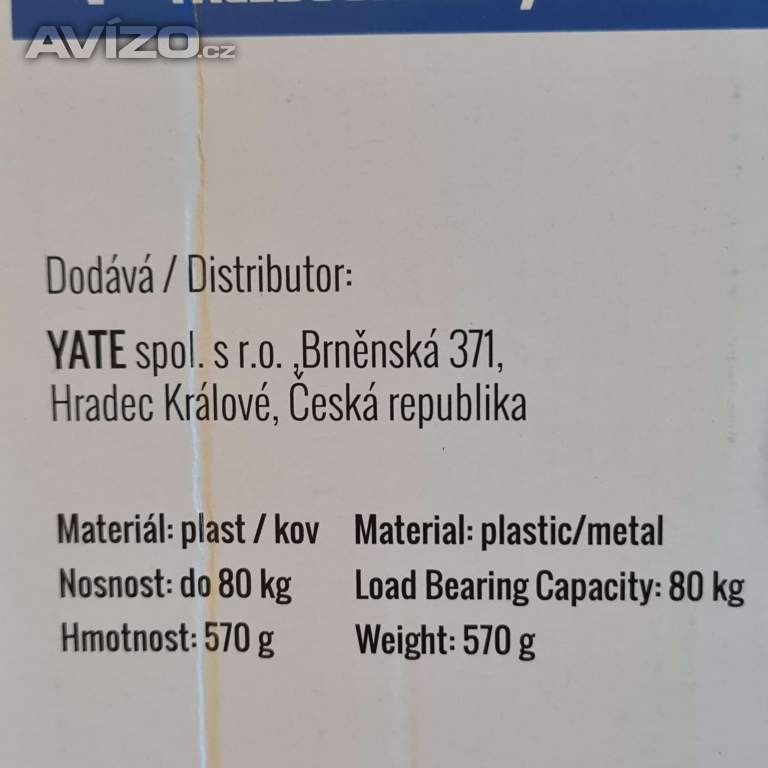 AVÍZO.cz
Dodává / Distributor:
YATE spol. s r.o. ,Brněnská 371,
Hradec Králové, Česká republika
Materiál: plast / kov Material: plastic/metal
Nosnost: do 80 kg Load Bearing Capacity: 80 kg
Hmotnost: 570 g Weight: 570 g